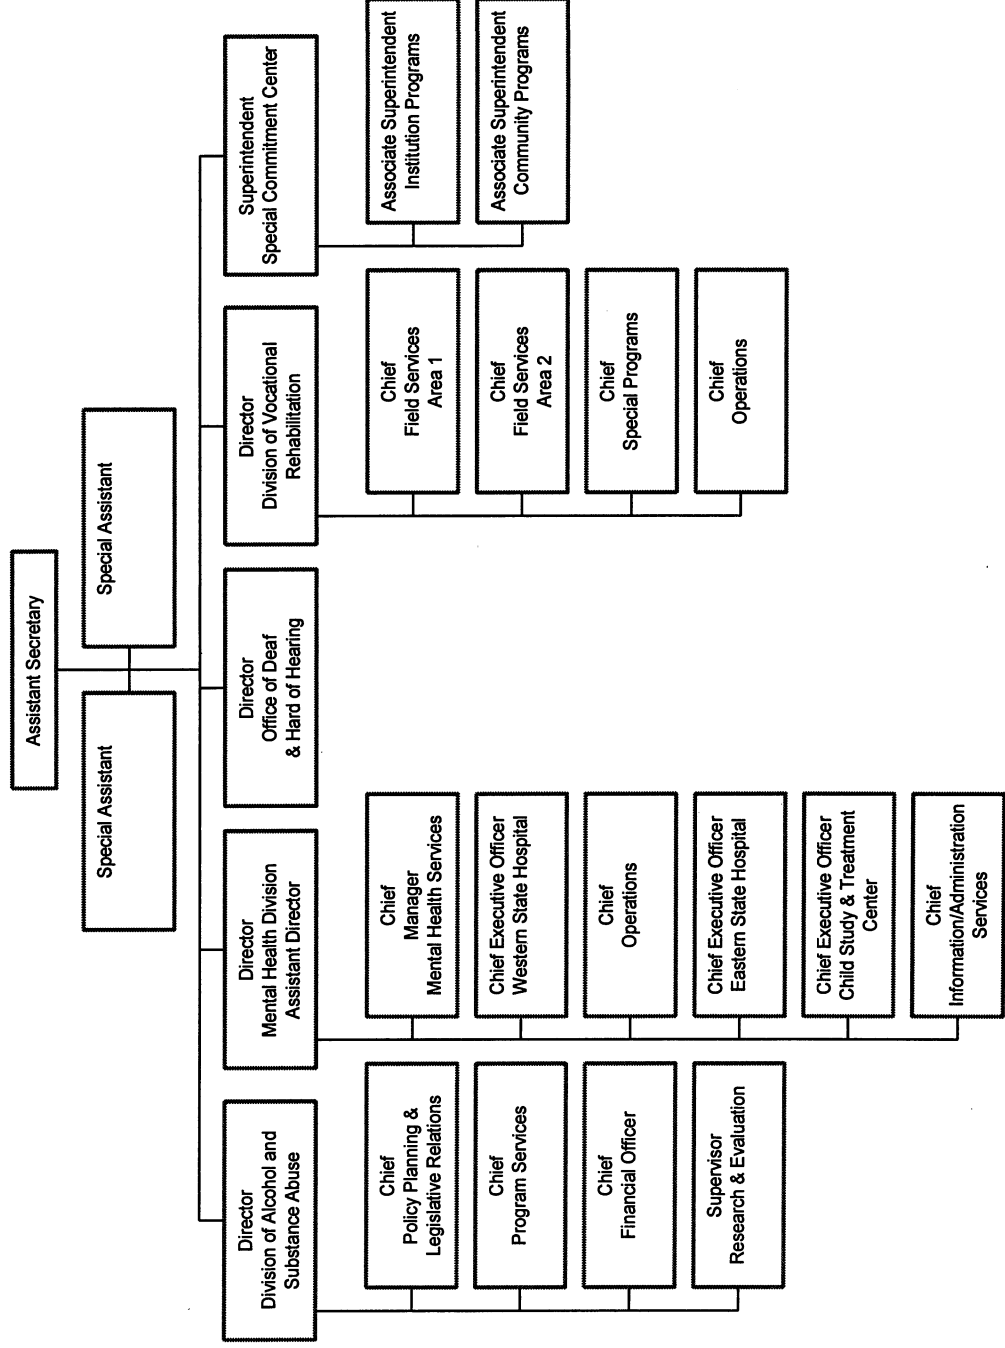 Assistant Secretary
Special Assistant
Special Assistant
Director
Division of Alcohol and
Substance Abuse
Chief
Policy Planning &
Legislative Relations
Chief
Program Services
Chief
Financial Officer
Supervisor
Research & Evaluation
Director
Mental Health Division
Assistant Director
Chief
Manager
Mental Health Services
Chief Executive Officer
Western State Hospital
Chief
Operations
Chief Executive Officer
Eastern State Hospital
Chief Executive Officer
Child Study & Treatment
Center
Chief
Information/Administration
Services
Director
Office of Deaf
& Hard of Hearing
Director
Division of Vocational
Rehabilitation
Chief
Field Services
Area 1
Chief
Field Services
Area 2
Chief
Special Programs
Chief
Operations
Superintendent
Special Commitment Center
Associate Superintendent
Institution Programs
Associate Superintendent
Community Programs